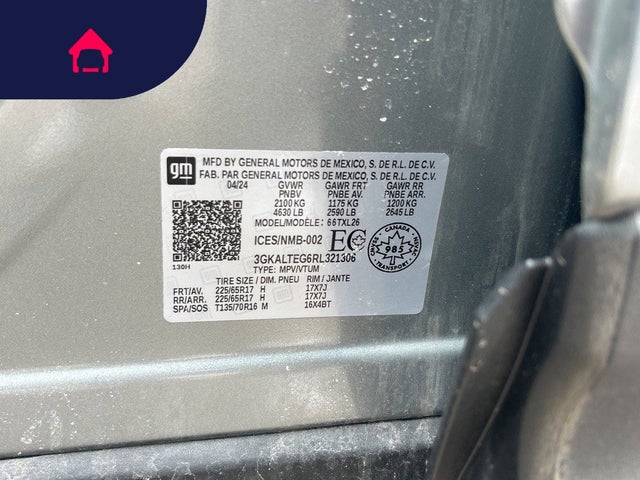 gm
MFD BY GENERAL MOTORS DE MEXICO, S. DE R.L. DE C.V.
FAB. PAR GENERAL MOTORS DE MEXICO, S. DE R.L. DE C.V.
04/24 GVWR GAWR FRT GAWR RR
PNBV PNBE AV. PNBE ARR.
2100 KG 1175 KG 1200 KG
4630 LB 2590 LB 2645 LB
MODEL/MODÈLE: 66TXL26
ICES/NMB-002 EC CANADA 985 TRANSPORT
3GKALTEG6RL321306
130H TYPE: MPV/VTUM
TIRE SIZE / DIM. PNEU RIM / JANTE
FRT/AV. 225/65R17 H 17X7J
RR/ARR. 225/65R17 H 17X7J
SPA/SOS T135/70R16 M 16X4BT